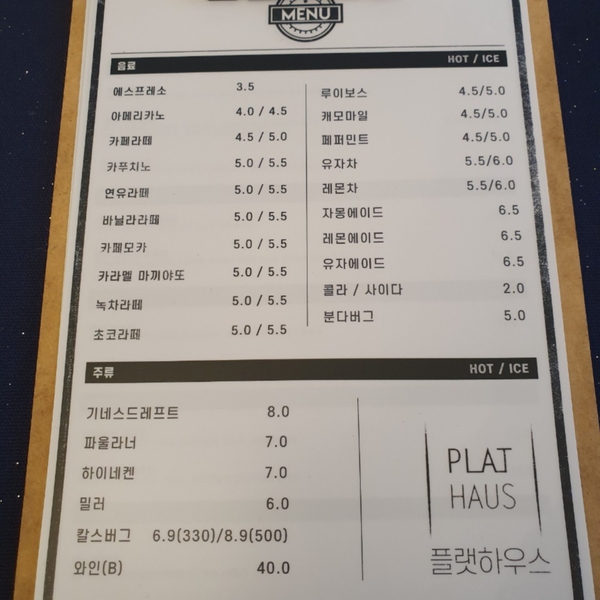 MENU
음료 HOT / ICE
에스프레소 3.5
아메리카노 4.0 / 4.5
카페라떼 4.5 / 5.0
카푸치노 5.0 / 5.5
연유라떼 5.0 / 5.5
바닐라라떼 5.0 / 5.5
카페모카 5.0 / 5.5
카라멜 마끼야또 5.0 / 5.5
녹차라떼 5.0 / 5.5
초코라떼 5.0 / 5.5
루이보스 4.5/5.0
캐모마일 4.5/5.0
페퍼민트 4.5/5.0
유자차 5.5/6.0
레몬차 5.5/6.0
자몽에이드 6.5
레몬에이드 6.5
유자에이드 6.5
콜라 / 사이다 2.0
분다버그 5.0
주류 HOT / ICE
기네스드레프트 8.0
파울라너 7.0
하이네켄 7.0
밀러 6.0
칼스버그 6.9(330)/8.9(500)
와인(B) 40.0
PLAT
HAUS
플랫하우스